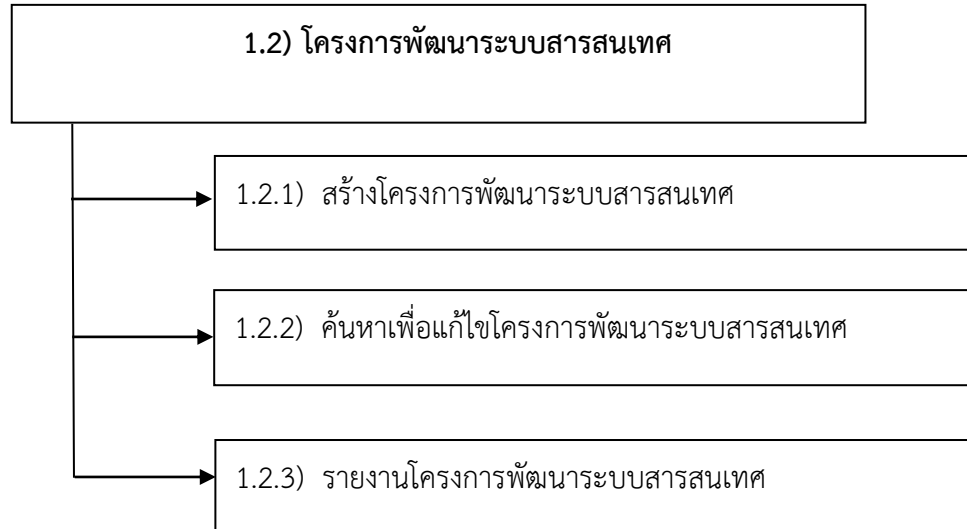 1.2) โครงการพัฒนาระบบสารสนเทศ
1.2.1) สร้างโครงการพัฒนาระบบสารสนเทศ
1.2.2) ค้นหาเพื่อแก้ไขโครงการพัฒนาระบบสารสนเทศ
1.2.3) รายงานโครงการพัฒนาระบบสารสนเทศ